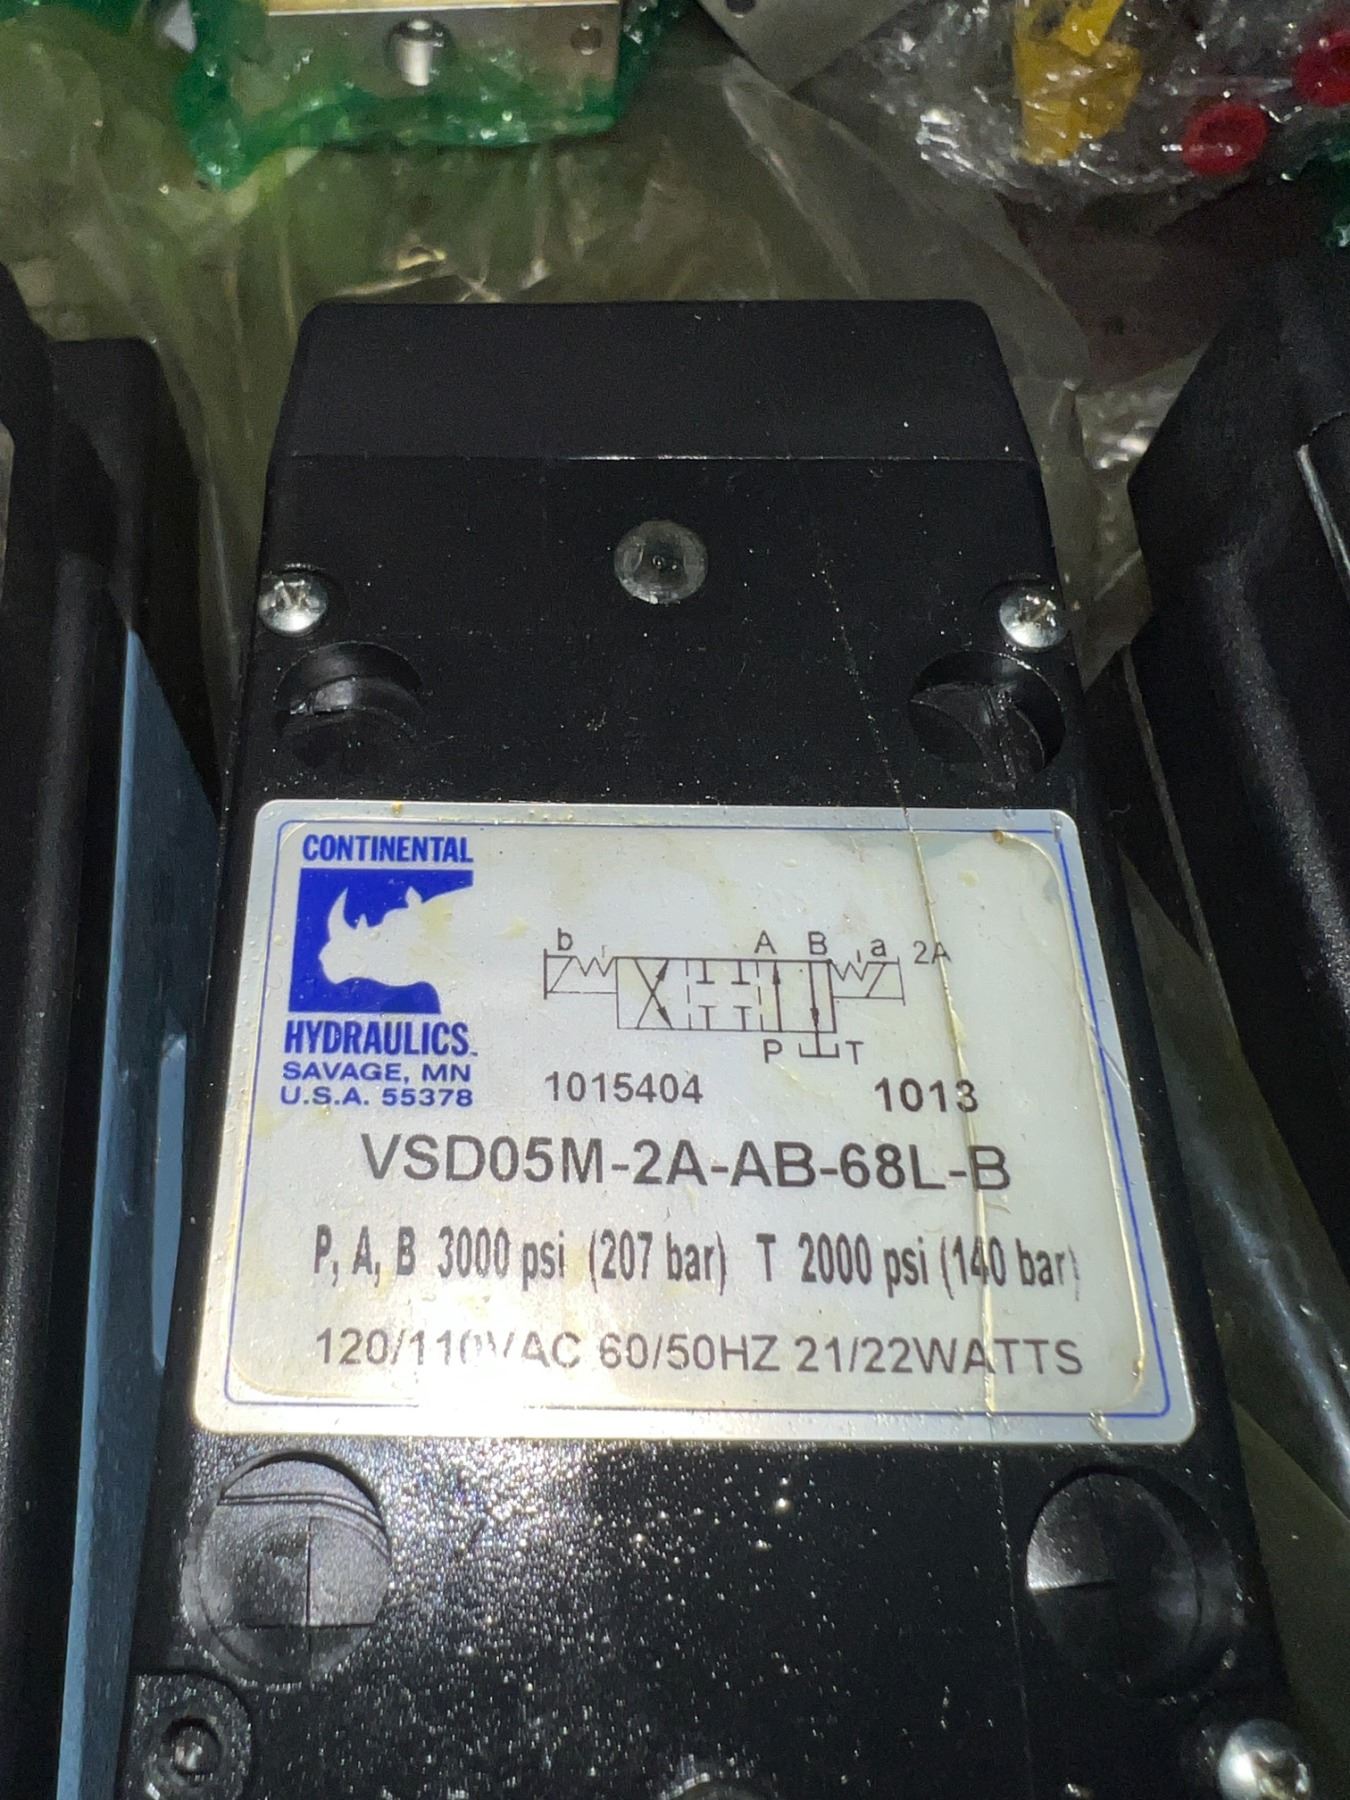 CONTINENTAL
HYDRAULICS™
SAVAGE, MN
U.S.A. 55378
b A B a 2A
P T
1015404 1013
VSD05M-2A-AB-68L-B
P, A, B 3000 psi (207 bar) T 2000 psi (140 bar)
120/110VAC 60/50HZ 21/22WATTS